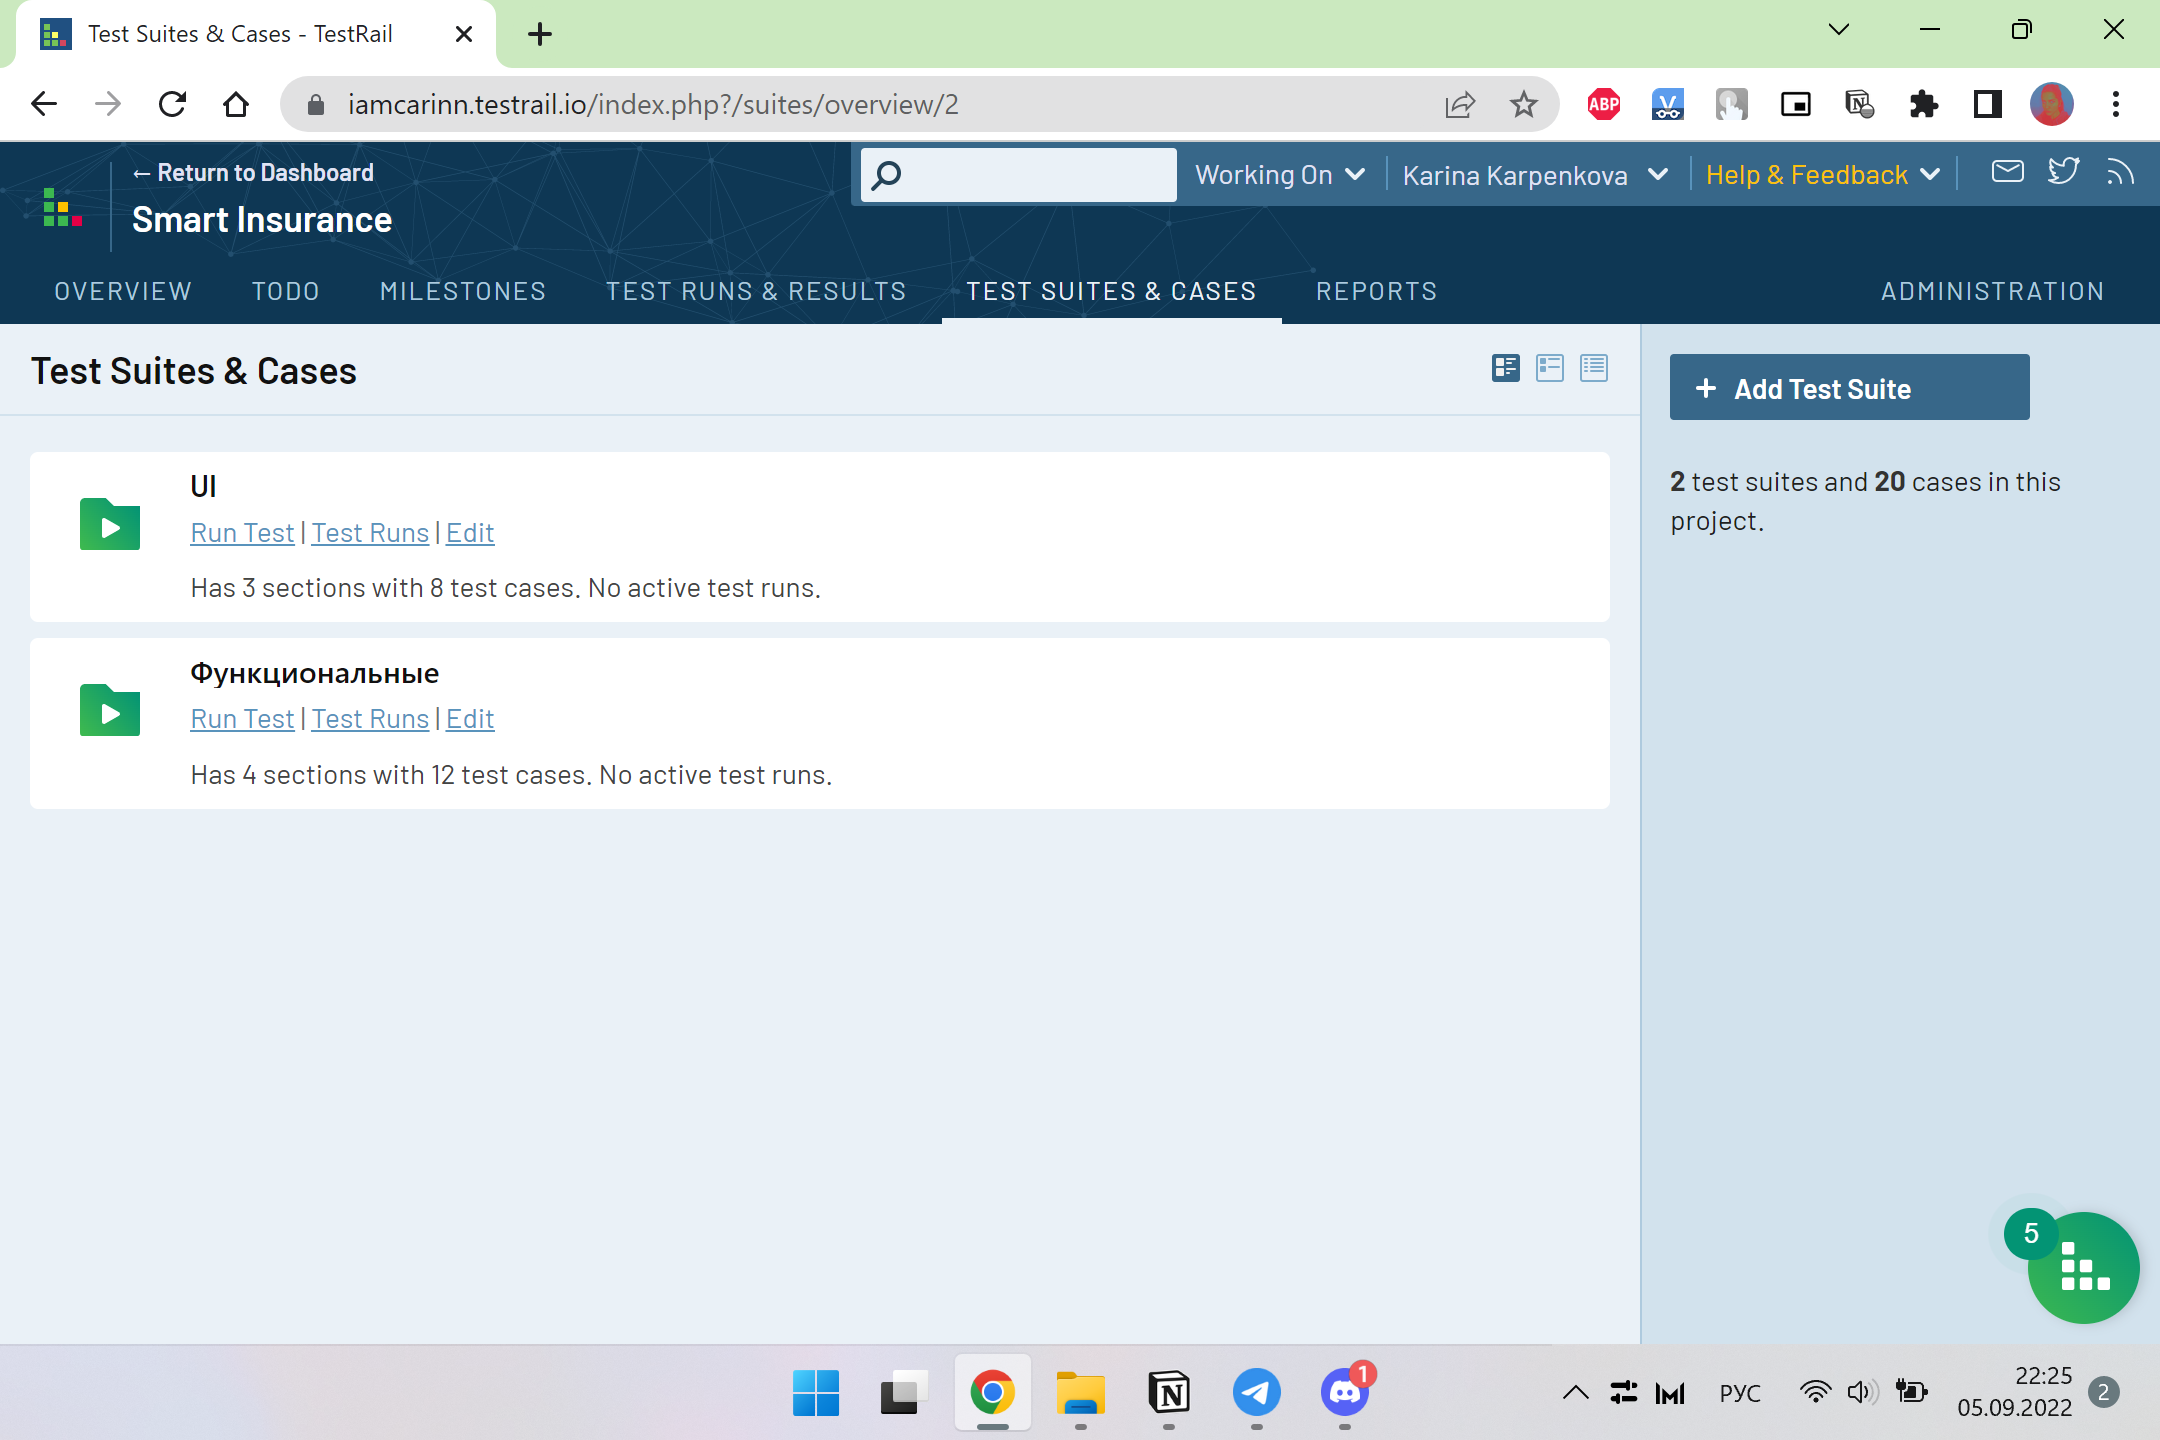 Test Suites & Cases - TestRail
iamcarinn.testrail.io/index.php?/suites/overview/2
ABP
← Return to Dashboard
Smart Insurance
Working On
Karina Karpenkova
Help & Feedback
OVERVIEW
TODO
MILESTONES
TEST RUNS & RESULTS
TEST SUITES & CASES
REPORTS
ADMINISTRATION
Test Suites & Cases
+ Add Test Suite
2 test suites and 20 cases in this
project.
UI
Run Test | Test Runs | Edit
Has 3 sections with 8 test cases. No active test runs.
Функциональные
Run Test | Test Runs | Edit
Has 4 sections with 12 test cases. No active test runs.
5
1
РУС
22:25
05.09.2022
2